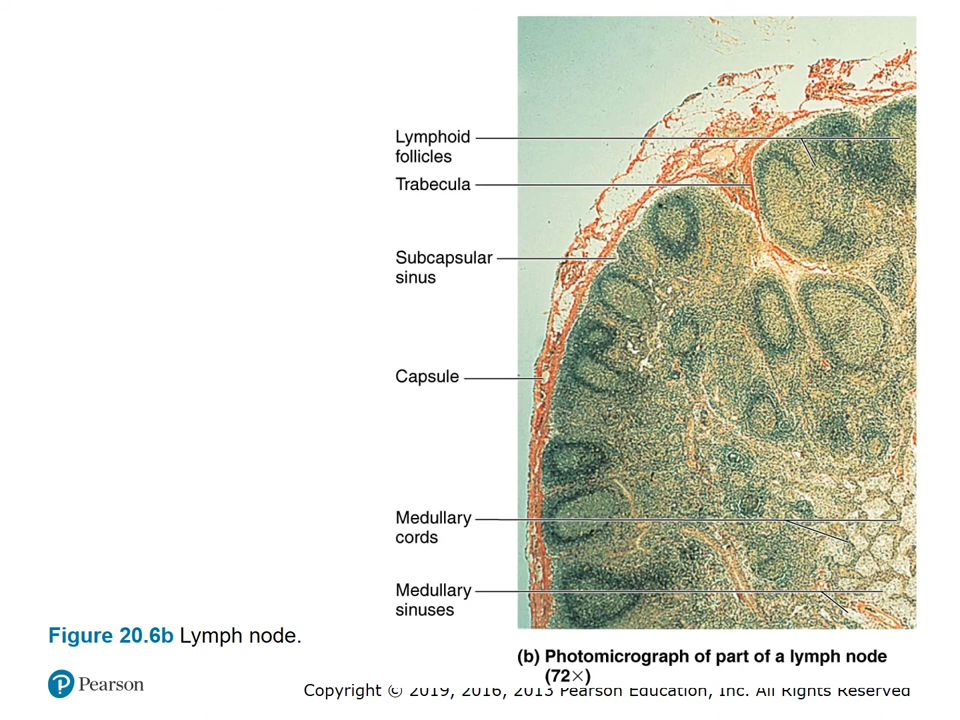 Lymphoid
follicles
Trabecula
Subcapsular
sinus
Capsule
Medullary
cords
Medullary
sinuses
Figure 20.6b Lymph node.
(b) Photomicrograph of part of a lymph node
(72×)
Pearson
Copyright © 2019, 2016, 2013 Pearson Education, Inc. All Rights Reserved